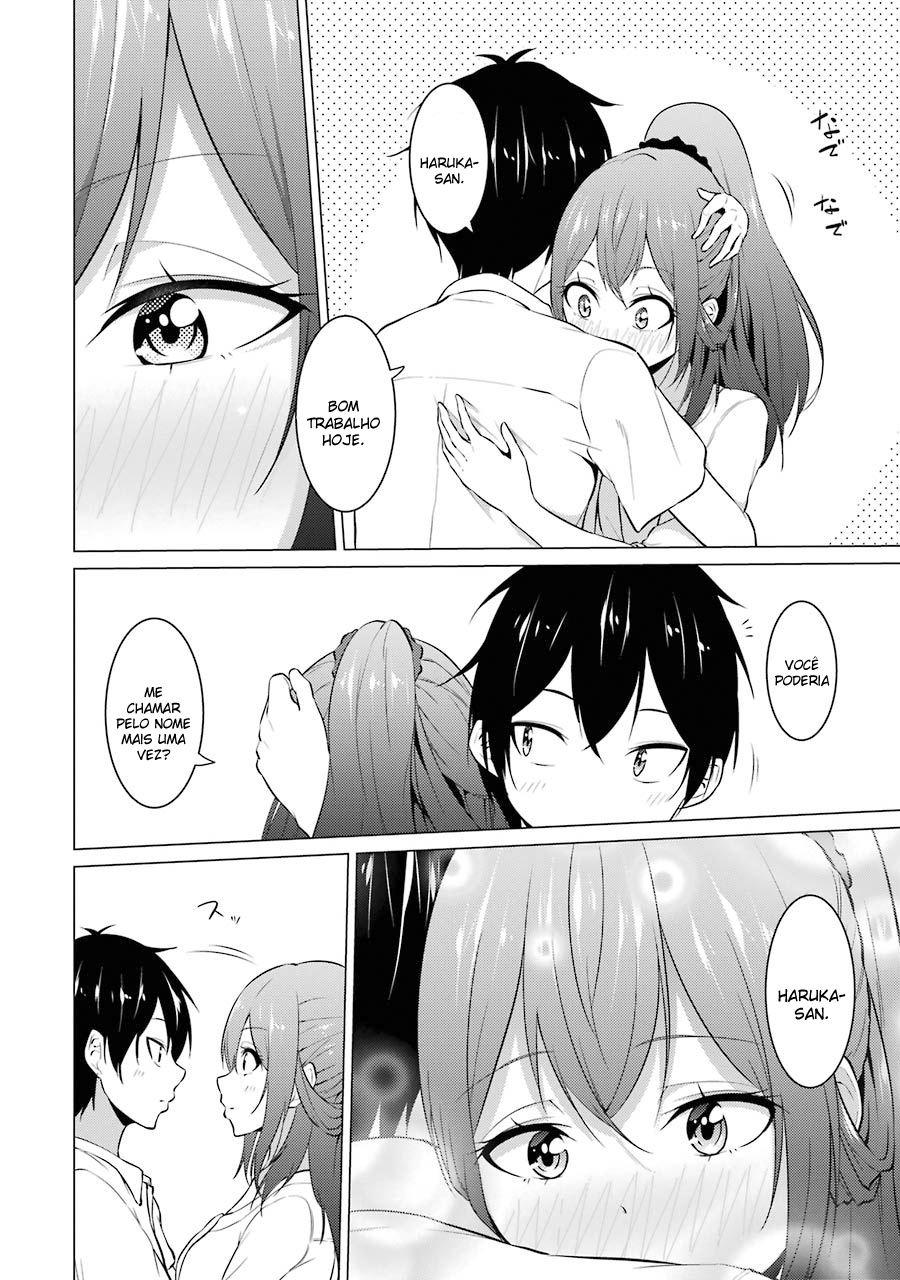 HARUKA-
SAN.
なで
なで
BOM
TRABALHO
HOJE.
VOCÊ
PODERIA
ME
CHAMAR
PELO NOME
MAIS UMA
VEZ?
HARUKA-
SAN.
ス..